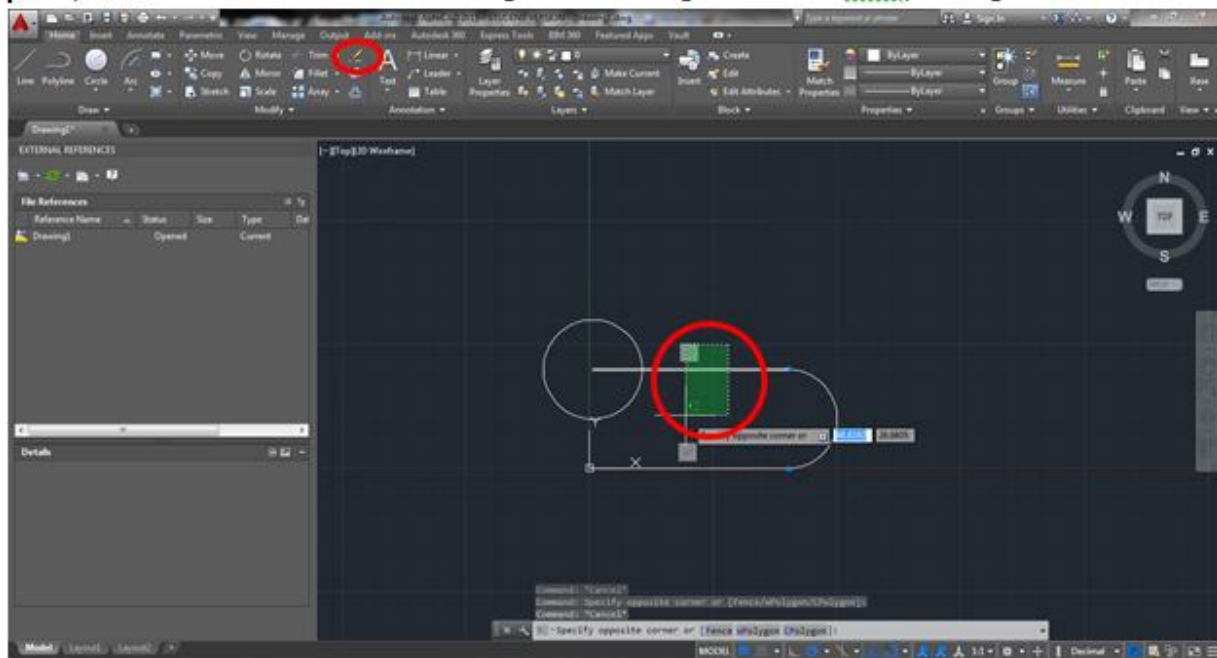 Sign In
Home Insert Annotate Parametric View Manage Output Add-ins Autodesk 360 Express Tools BIM 360 Featured Apps Vault
Move Rotate Trim Linear Create ByLayer
Line Polyline Circle Arc Copy Mirror Fillet Text Leader Layer Properties Make Current Insert Edit Match Properties ByLayer Group Measure Paste Base
Stretch Scale Array Table Match Layer Edit Attributes ByLayer
Draw Modify Annotation Layers Block Properties Groups Utilities Clipboard View
Drawing1*
EXTERNAL REFERENCES
[-][Top][2D Wireframe]
N
W TOP E
S
File References
Reference Name Status Size Type
Drawing1 Opened Current
Y
X
Details
Command: *Cancel*
Command: Specify opposite corner or [Fence/WPolygon/CPolygon]:
Command: *Cancel*
Specify opposite corner or [Fence WPolygon CPolygon]:
Model Layout1 Layout2 MODEL 1:1 Decimal